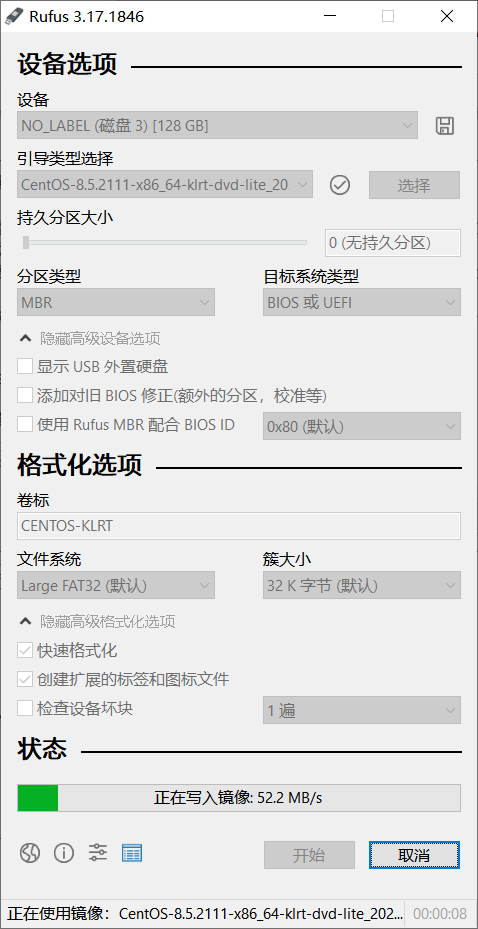 Rufus 3.17.1846
设备选项
设备
NO_LABEL (磁盘 3) [128 GB]
引导类型选择
CentOS-8.5.2111-x86_64-klrt-dvd-lite_20
选择
持久分区大小
0 (无持久分区)
分区类型
目标系统类型
MBR
BIOS 或 UEFI
隐藏高级设备选项
显示 USB 外置硬盘
添加对旧 BIOS 修正(额外的分区，校准等)
使用 Rufus MBR 配合 BIOS ID
0x80 (默认)
格式化选项
卷标
CENTOS-KLRT
文件系统
簇大小
Large FAT32 (默认)
32 K 字节 (默认)
隐藏高级格式化选项
快速格式化
创建扩展的标签和图标文件
检查设备坏块
1 遍
状态
正在写入镜像: 52.2 MB/s
开始
取消
正在使用镜像：CentOS-8.5.2111-x86_64-klrt-dvd-lite_202...
00:00:08